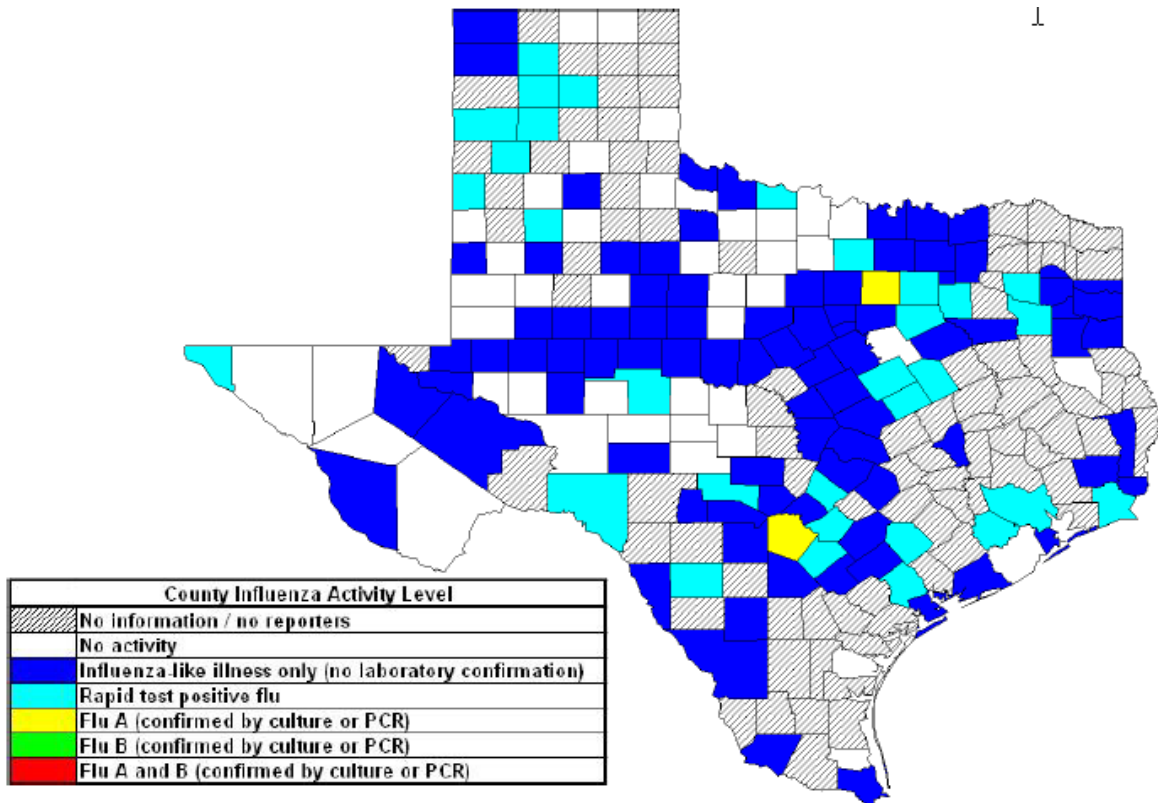 County Influenza Activity Level
No information / no reporters
No activity
Influenza-like illness only (no laboratory confirmation)
Rapid test positive flu
Flu A (confirmed by culture or PCR)
Flu B (confirmed by culture or PCR)
Flu A and B (confirmed by culture or PCR)